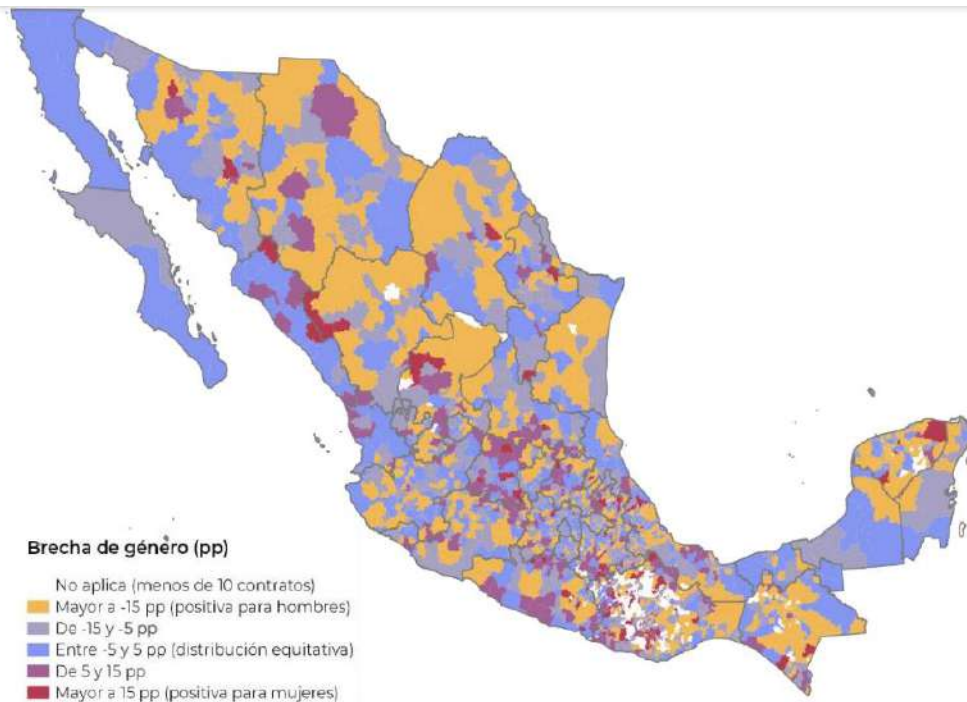 Brecha de género (pp)
No aplica (menos de 10 contratos)
Mayor a -15 pp (positiva para hombres)
De -15 y -5 pp
Entre -5 y 5 pp (distribución equitativa)
De 5 y 15 pp
Mayor a 15 pp (positiva para mujeres)